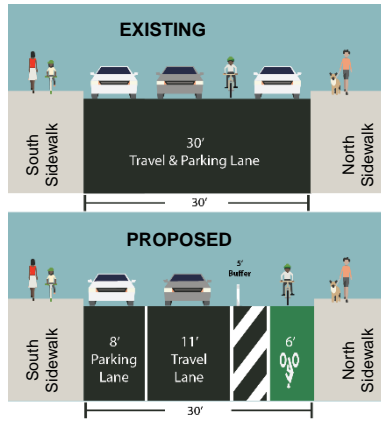 EXISTING
South
Sidewalk
30'
Travel & Parking Lane
North
Sidewalk
30'
PROPOSED
5'
Buffer
South
Sidewalk
8'
Parking
Lane
11'
Travel
Lane
6'
North
Sidewalk
30'